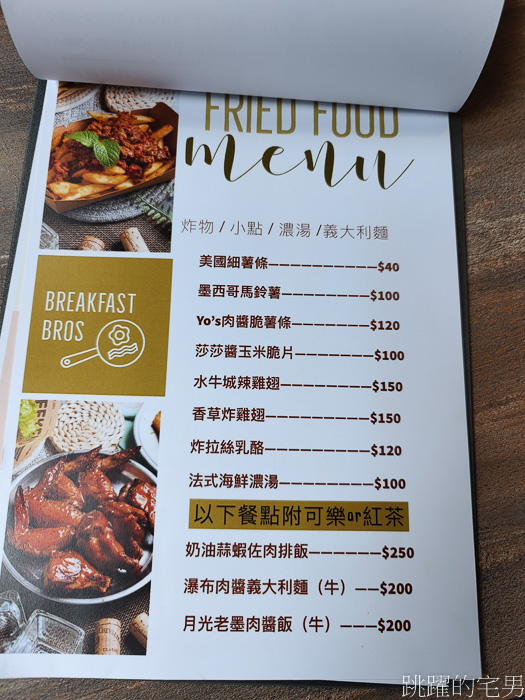 FRIED FOOD
menu
炸物 / 小點 / 濃湯 /義大利麵
美國細薯條——————————$40
墨西哥馬鈴薯————————$100
Yo's肉醬脆薯條———————$120
莎莎醬玉米脆片———————$100
水牛城辣雞翅————————$150
香草炸雞翅—————————$150
炸拉絲乳酪—————————$120
法式海鮮濃湯————————$100
以下餐點附可樂or紅茶
奶油蒜蝦佐肉排飯——————$250
瀑布肉醬義大利麵（牛）——$200
月光老墨肉醬飯（牛）———$200
BREAKFAST
BROS
跳躍的宅男